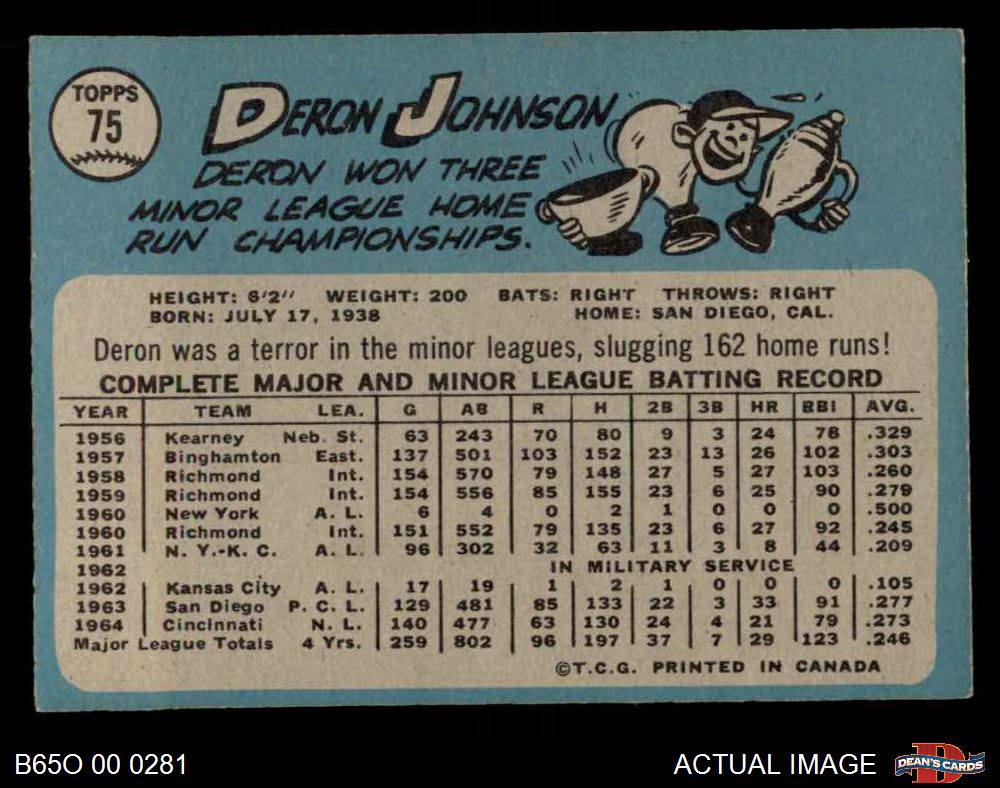 TOPPS
75
DERON JOHNSON
DERON WON THREE
MINOR LEAGUE HOME
RUN CHAMPIONSHIPS.
HEIGHT: 6'2" WEIGHT: 200 BATS: RIGHT THROWS: RIGHT
BORN: JULY 17, 1938 HOME: SAN DIEGO, CAL.
Deron was a terror in the minor leagues, slugging 162 home runs!
COMPLETE MAJOR AND MINOR LEAGUE BATTING RECORD
YEAR TEAM LEA. G AB R H 2B 3B HR RBI AVG.
1956 Kearney Neb. St. 63 243 70 80 9 3 24 78 .329
1957 Binghamton East. 137 501 103 152 23 13 26 102 .303
1958 Richmond Int. 154 570 79 148 27 5 27 103 .260
1959 Richmond Int. 154 556 85 155 23 6 25 90 .279
1960 New York A. L. 6 4 0 2 1 0 0 0 .500
1960 Richmond Int. 151 552 79 135 23 6 27 92 .245
1961 N. Y.-K. C. A. L. 96 302 32 63 11 3 8 44 .209
1962 IN MILITARY SERVICE
1962 Kansas City A. L. 17 19 1 2 1 0 0 0 .105
1963 San Diego P. C. L. 129 481 85 133 22 3 33 91 .277
1964 Cincinnati N. L. 140 477 63 130 24 4 21 79 .273
Major League Totals 4 Yrs. 259 802 96 197 37 7 29 123 .246
©T.C.G. PRINTED IN CANADA
B65O 00 0281 ACTUAL IMAGE DEAN'S CARDS